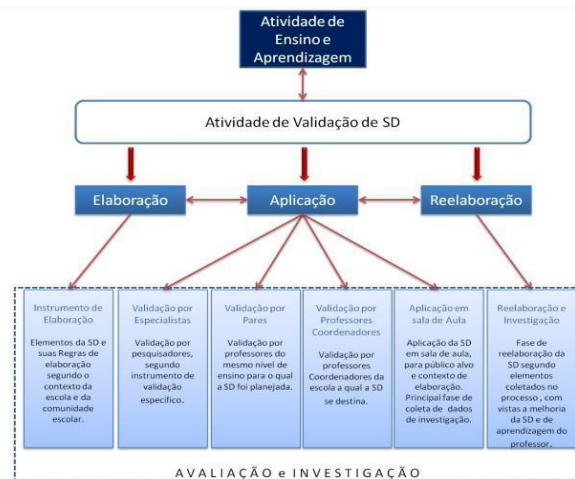 Atividade de
Ensino e
Aprendizagem
Atividade de Validação de SD
Elaboração
Aplicação
Reelaboração
Instrumento de
Elaboração
Elementos da SD e
suas Regras de
elaboração
segundo o
contexto da
escola e da
comunidade
escolar.
Validação por
Especialistas
Validação por
pesquisadores,
segundo
instrumento de
validação
especifico.
Validação por
Pares
Validação por
professores do
mesmo nível de
ensino para o qual
a SD foi planejada.
Validação por
Professores
Coordenadores
Validação por
professores
Coordenadores da
escola a qual a SD
se destina.
Aplicação em
sala de Aula
Aplicação da SD
em sala de aula,
para público alvo
e contexto de
elaboração.
Principal fase de
coleta de dados
de investigação.
Reelaboração e
Investigação
Fase de
reelaboração da
SD segundo
elementos
coletados no
processo , com
vistas a melhoria
da SD e de
aprendizagem do
professor.
AVALIAÇÃO e INVESTIGAÇÃO